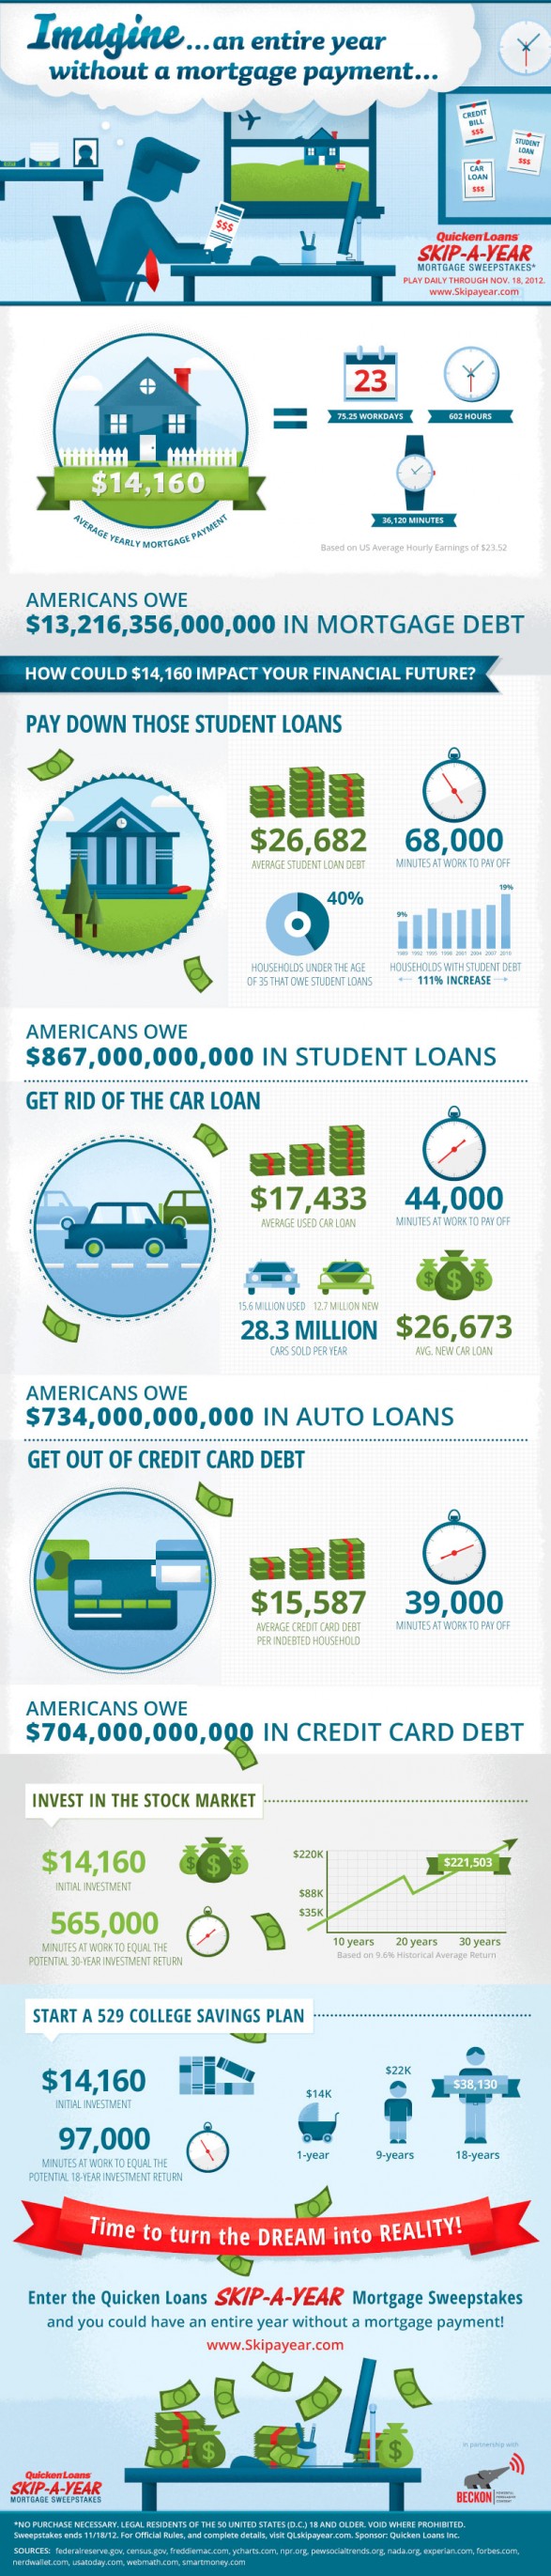 Imagine...an entire year
without a mortgage payment...
CREDIT
BILL
$$$
STUDENT
LOAN
$$$
CAR
LOAN
$$$
$$$
Quicken Loans
SKIP-A-YEAR
MORTGAGE SWEEPSTAKES*
PLAY DAILY THROUGH NOV. 18, 2012.
www.Skipayear.com
$14,160
AVERAGE YEARLY MORTGAGE PAYMENT
=
23
75.25 WORKDAYS
602 HOURS
36,120 MINUTES
Based on US Average Hourly Earnings of $23.52
AMERICANS OWE
$13,216,356,000,000 IN MORTGAGE DEBT
HOW COULD $14,160 IMPACT YOUR FINANCIAL FUTURE?
PAY DOWN THOSE STUDENT LOANS
$26,682
AVERAGE STUDENT LOAN DEBT
68,000
MINUTES AT WORK TO PAY OFF
40%
HOUSEHOLDS UNDER THE AGE
OF 35 THAT OWE STUDENT LOANS
9%
19%
1989 1992 1995 1998 2001 2004 2007 2010
HOUSEHOLDS WITH STUDENT DEBT
111% INCREASE
AMERICANS OWE
$867,000,000,000 IN STUDENT LOANS
GET RID OF THE CAR LOAN
$17,433
AVERAGE USED CAR LOAN
44,000
MINUTES AT WORK TO PAY OFF
15.6 MILLION USED
12.7 MILLION NEW
28.3 MILLION
CARS SOLD PER YEAR
$ $ $
$26,673
AVG. NEW CAR LOAN
AMERICANS OWE
$734,000,000,000 IN AUTO LOANS
GET OUT OF CREDIT CARD DEBT
$15,587
AVERAGE CREDIT CARD DEBT
PER INDEBTED HOUSEHOLD
39,000
MINUTES AT WORK TO PAY OFF
AMERICANS OWE
$704,000,000,000 IN CREDIT CARD DEBT
INVEST IN THE STOCK MARKET
$14,160
INITIAL INVESTMENT
$ $ $
565,000
MINUTES AT WORK TO EQUAL THE
POTENTIAL 30-YEAR INVESTMENT RETURN
$220K
$88K
$35K
$221,503
10 years
20 years
30 years
Based on 9.6% Historical Average Return
START A 529 COLLEGE SAVINGS PLAN
$14,160
INITIAL INVESTMENT
97,000
MINUTES AT WORK TO EQUAL THE
POTENTIAL 18-YEAR INVESTMENT RETURN
$14K
1-year
$22K
9-years
$38,130
18-years
Time to turn the DREAM into REALITY!
Enter the Quicken Loans SKIP-A-YEAR Mortgage Sweepstakes
and you could have an entire year without a mortgage payment!
www.Skipayear.com
$
$
Quicken Loans
SKIP-A-YEAR
MORTGAGE SWEEPSTAKES
In partnership with
BECKON
*NO PURCHASE NECESSARY. LEGAL RESIDENTS OF THE 50 UNITED STATES (D.C.) 18 AND OLDER. VOID WHERE PROHIBITED.
Sweepstakes ends 11/18/12. For Official Rules, and complete details, visit QLskipayear.com. Sponsor: Quicken Loans Inc.
SOURCES: federalreserve.gov, census.gov, freddiemac.com, ycharts.com, npr.org, pewsocialtrends.org, nada.org, experian.com, forbes.com,
nerdwallet.com, usatoday.com, webmath.com, smartmoney.com